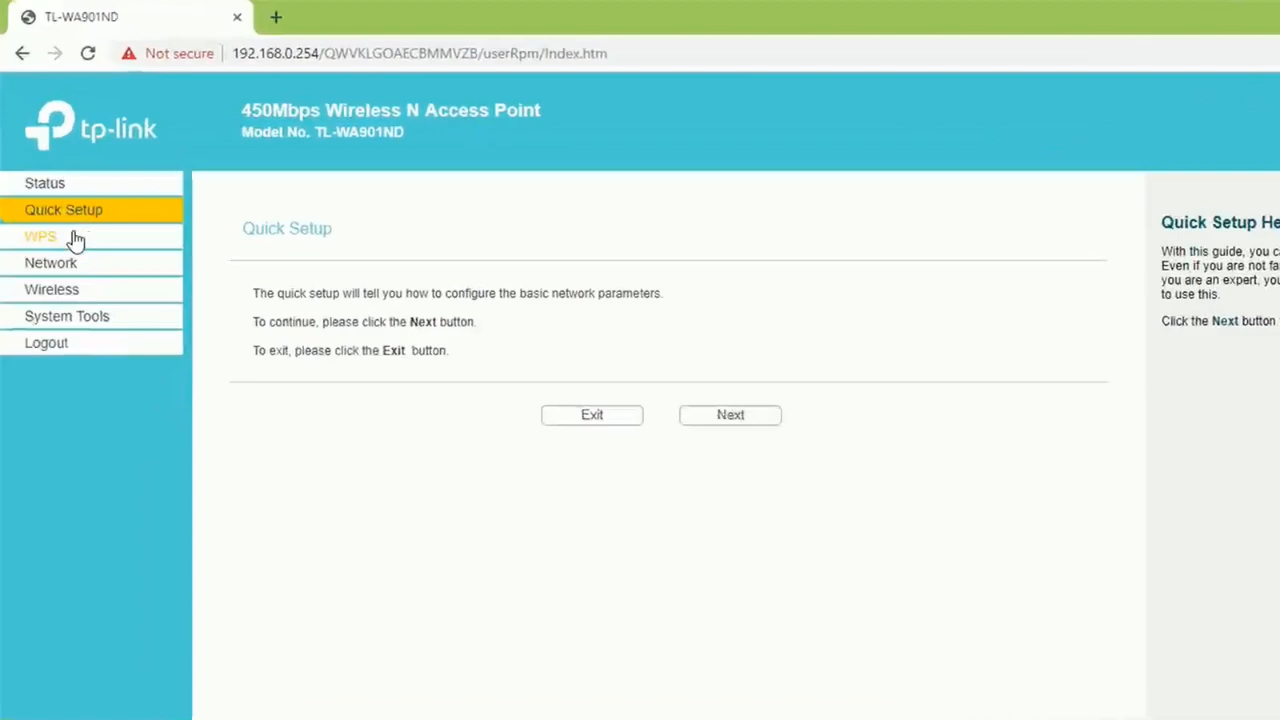 TL-WA901ND
Not secure
192.168.0.254/QWVKLGOAECBMMVZB/userRpm/Index.htm
tp-link
450Mbps Wireless N Access Point
Model No. TL-WA901ND
Status
Quick Setup
WPS
Network
Wireless
System Tools
Logout
Quick Setup
The quick setup will tell you how to configure the basic network parameters.
To continue, please click the Next button.
To exit, please click the Exit button.
Exit
Next
Quick Setup He
With this guide, you ca
Even if you are not fa
you are an expert, you
to use this.
Click the Next button